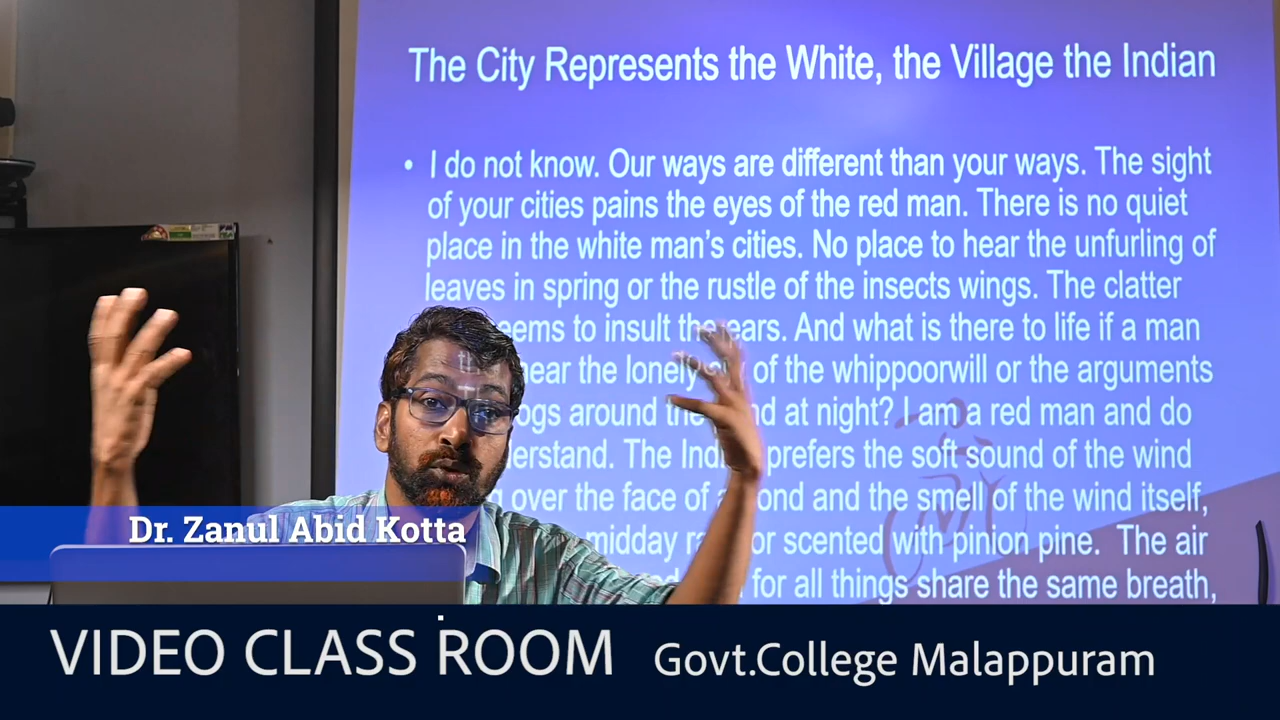 The City Represents the White, the Village the Indian
• I do not know. Our ways are different than your ways. The sight
of your cities pains the eyes of the red man. There is no quiet
place in the white man's cities. No place to hear the unfurling of
leaves in spring or the rustle of the insects wings. The clatter
to insult the ears. And what is there to life if a man
the lonely of the whippoorwill or the arguments
around at night? I am a red man and do
The prefers the soft sound of the wind
over the face of a and the smell of the wind itself,
midday or scented with pinion pine. The air
for all things share the same breath,
Dr. Zanul Abid Kotta
VIDEO CLASS ROOM
Govt.College Malappuram